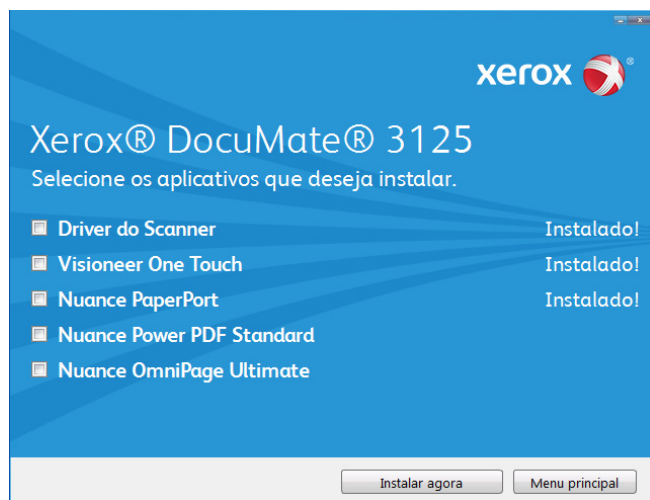 xerox ®
Xerox® DocuMate® 3125
Selecione os aplicativos que deseja instalar.
Driver do Scanner Instalado!
Visioneer One Touch Instalado!
Nuance PaperPort Instalado!
Nuance Power PDF Standard
Nuance OmniPage Ultimate
Instalar agora Menu principal